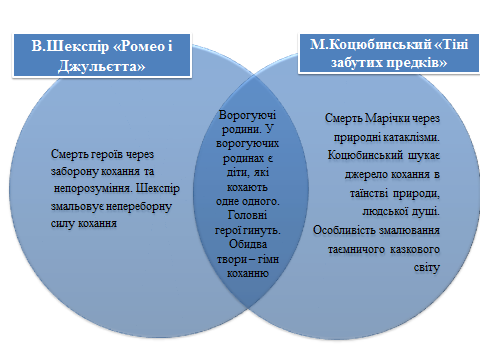 В.Шекспір «Ромео і
Джульєтта»
М.Коцюбинський «Тіні
забутих предків»
Смерть героїв через
заборону кохання та
непорозуміння. Шекспір
змальовує непереборну
силу кохання
Ворогуючі
родини. У
ворогуючих
родинах є
діти, які
кохають
одне одного.
Головні
герої гинуть.
Обидва
твори – гімн
коханню
Смерть Марічки через
природні катаклізми.
Коцюбинський шукає
джерело кохання в
таїнстві природи,
людської душі.
Особливість змалювання
таємничого казкового
світу